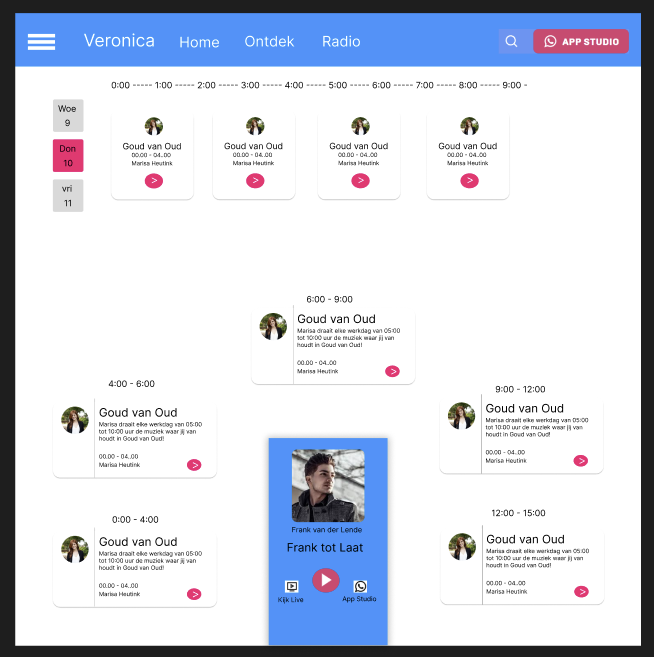 Veronica Home Ontdek Radio APP STUDIO
0:00 ----- 1:00 ----- 2:00 ----- 3:00 ---- 4:00 ----- 5:00 ----- 6:00 ----- 7:00 ----- 8:00 ----- 9:00 -
Woe
9
Don
10
vri
11
Goud van Oud
00.00 - 04..00
Marisa Heutink
>
Goud van Oud
00.00 - 04..00
Marisa Heutink
>
Goud van Oud
00.00 - 04..00
Marisa Heutink
>
Goud van Oud
00.00 - 04..00
Marisa Heutink
>
6:00 - 9:00
Goud van Oud
Marisa draait elke werkdag van 05:00
tot 10:00 uur de muziek waar jij van
houdt in Goud van Oud!
00.00 - 04..00
Marisa Heutink
>
4:00 - 6:00
Goud van Oud
Marisa draait elke werkdag van 05:00
tot 10:00 uur de muziek waar jij van
houdt in Goud van Oud!
00.00 - 04..00
Marisa Heutink
>
9:00 - 12:00
Goud van Oud
Marisa draait elke werkdag van 05:00
tot 10:00 uur de muziek waar jij van
houdt in Goud van Oud!
00.00 - 04..00
Marisa Heutink
>
0:00 - 4:00
Goud van Oud
Marisa draait elke werkdag van 05:00
tot 10:00 uur de muziek waar jij van
houdt in Goud van Oud!
00.00 - 04..00
Marisa Heutink
>
Frank van der Lende
Frank tot Laat
Kijk Live
App Studio
12:00 - 15:00
Goud van Oud
Marisa draait elke werkdag van 05:00
tot 10:00 uur de muziek waar jij van
houdt in Goud van Oud!
00.00 - 04..00
Marisa Heutink
>